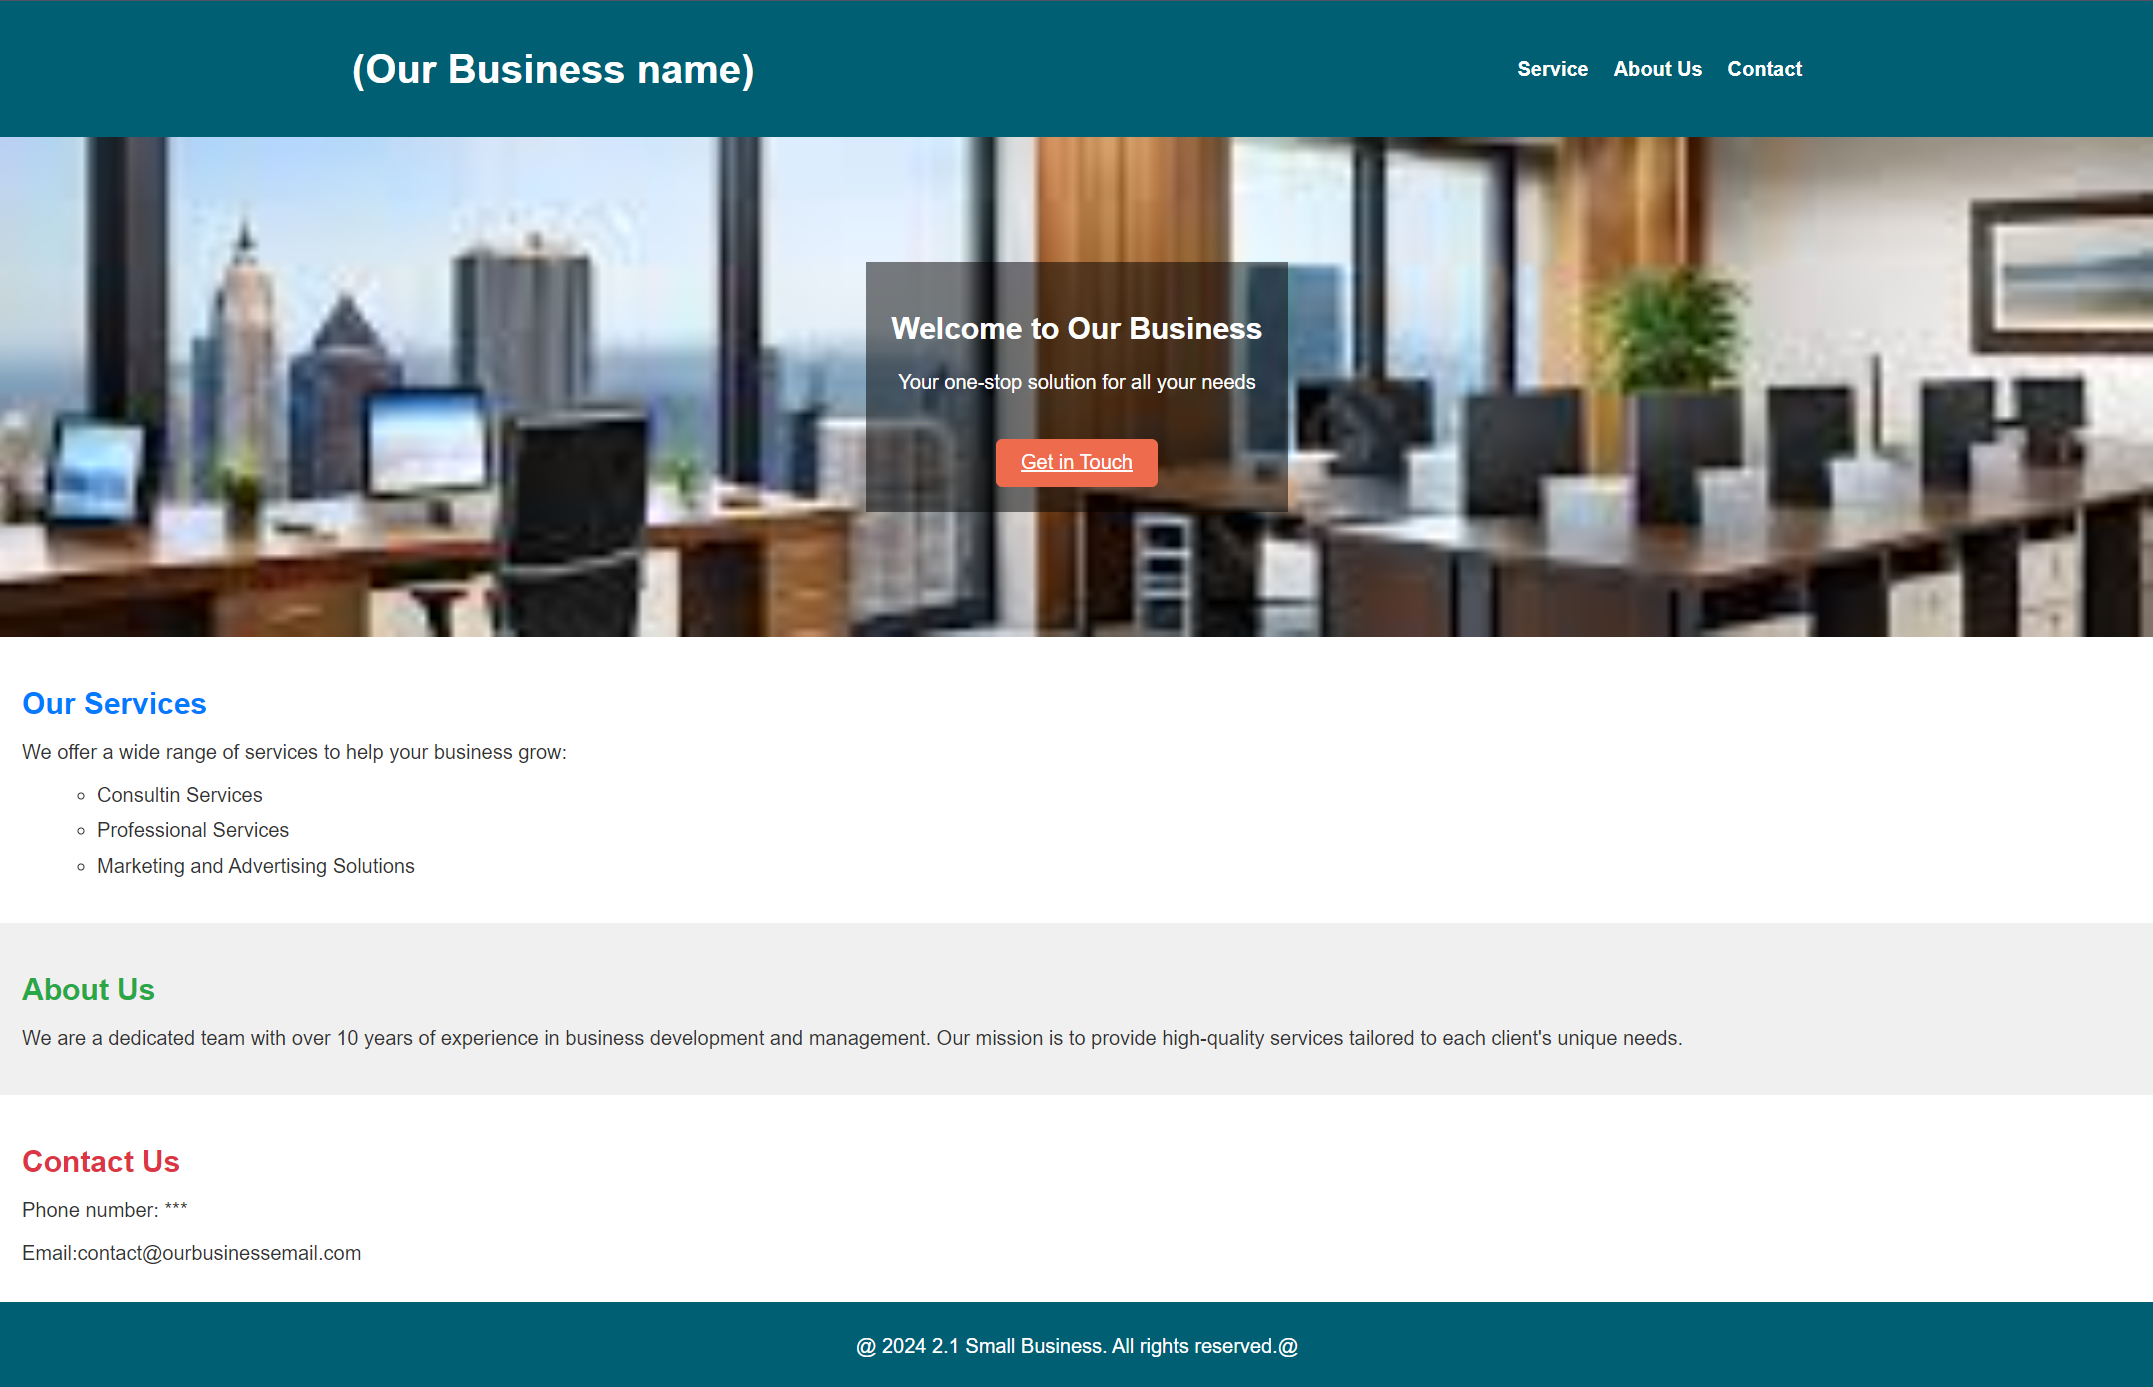 (Our Business name)
Service About Us Contact
Welcome to Our Business
Your one-stop solution for all your needs
Get in Touch
Our Services
We offer a wide range of services to help your business grow:
Consultin Services
Professional Services
Marketing and Advertising Solutions
About Us
We are a dedicated team with over 10 years of experience in business development and management. Our mission is to provide high-quality services tailored to each client's unique needs.
Contact Us
Phone number: ***
Email:contact@ourbusinessemail.com
@ 2024 2.1 Small Business. All rights reserved.@